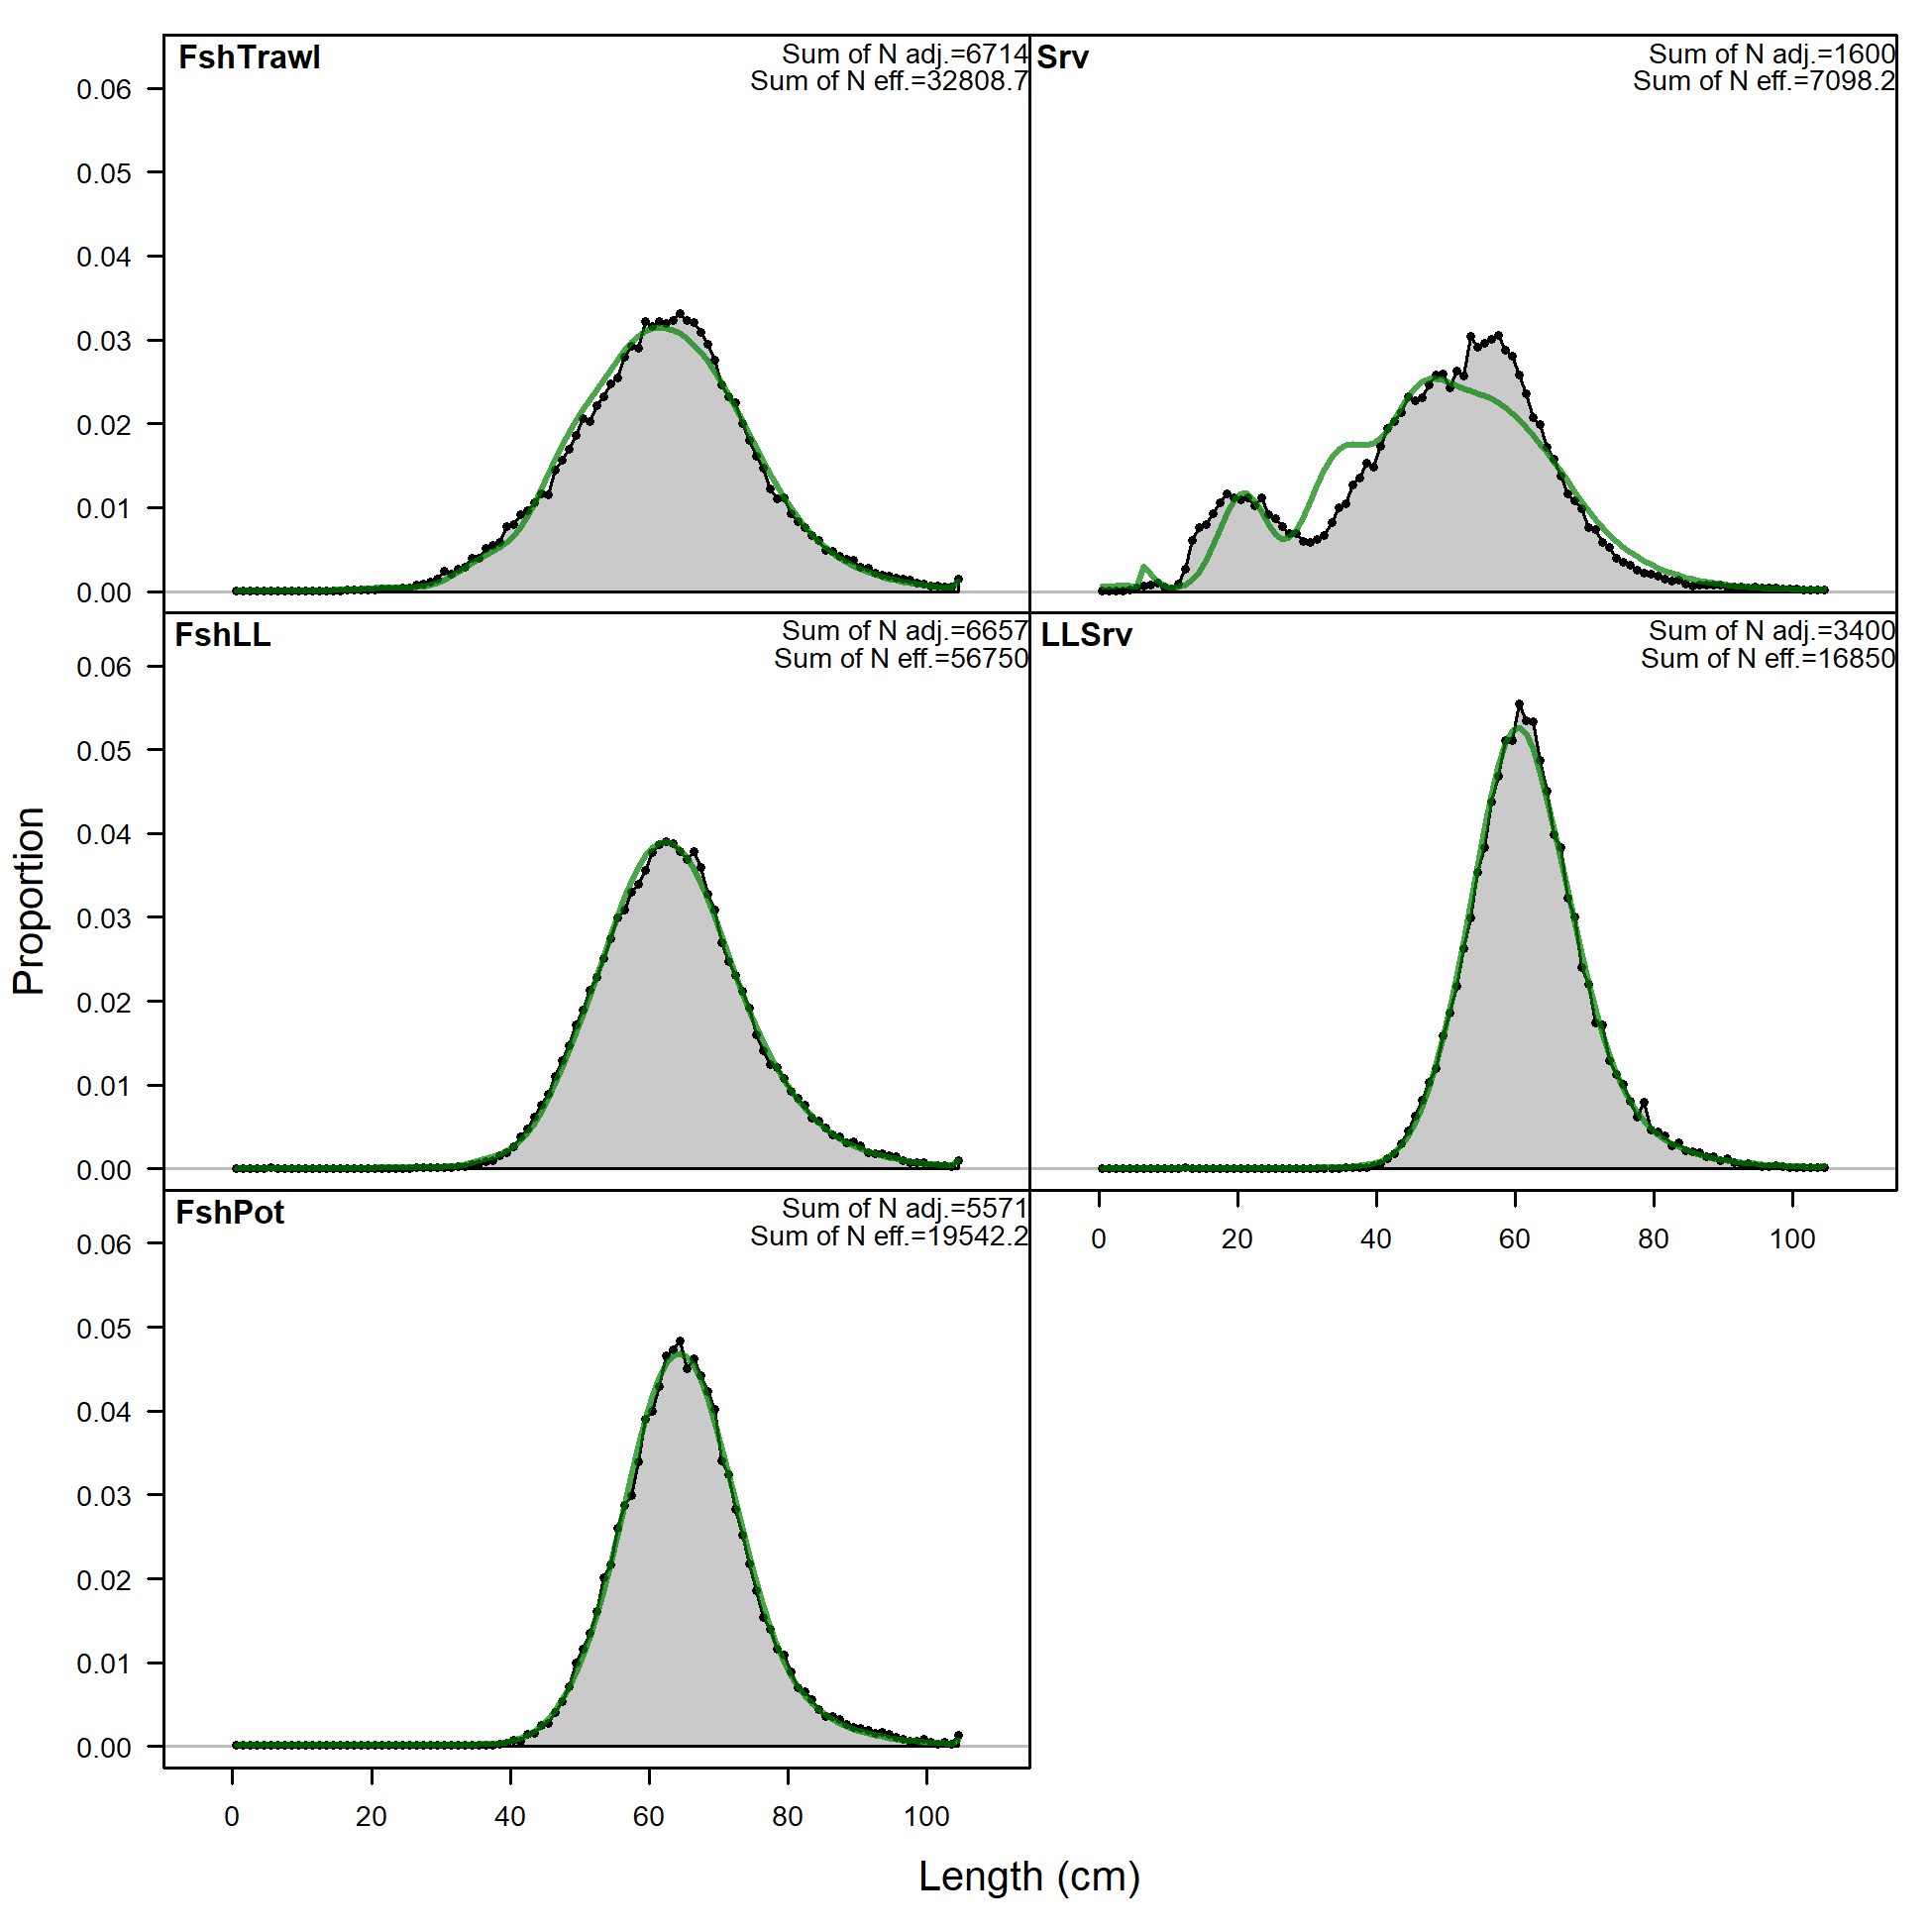 FshTrawl
Sum of N adj.=6714
Sum of N eff.=32808.7
0.06
0.05
0.04
0.03
0.02
0.01
0.00
Srv
Sum of N adj.=1600
Sum of N eff.=7098.2
FshLL
Sum of N adj.=6657
Sum of N eff.=56750
0.06
0.05
0.04
0.03
0.02
0.01
0.00
LLSrv
Sum of N adj.=3400
Sum of N eff.=16850
0 20 40 60 80 100
FshPot
Sum of N adj.=5571
Sum of N eff.=19542.2
0.06
0.05
0.04
0.03
0.02
0.01
0.00
0 20 40 60 80 100
Proportion
Length (cm)